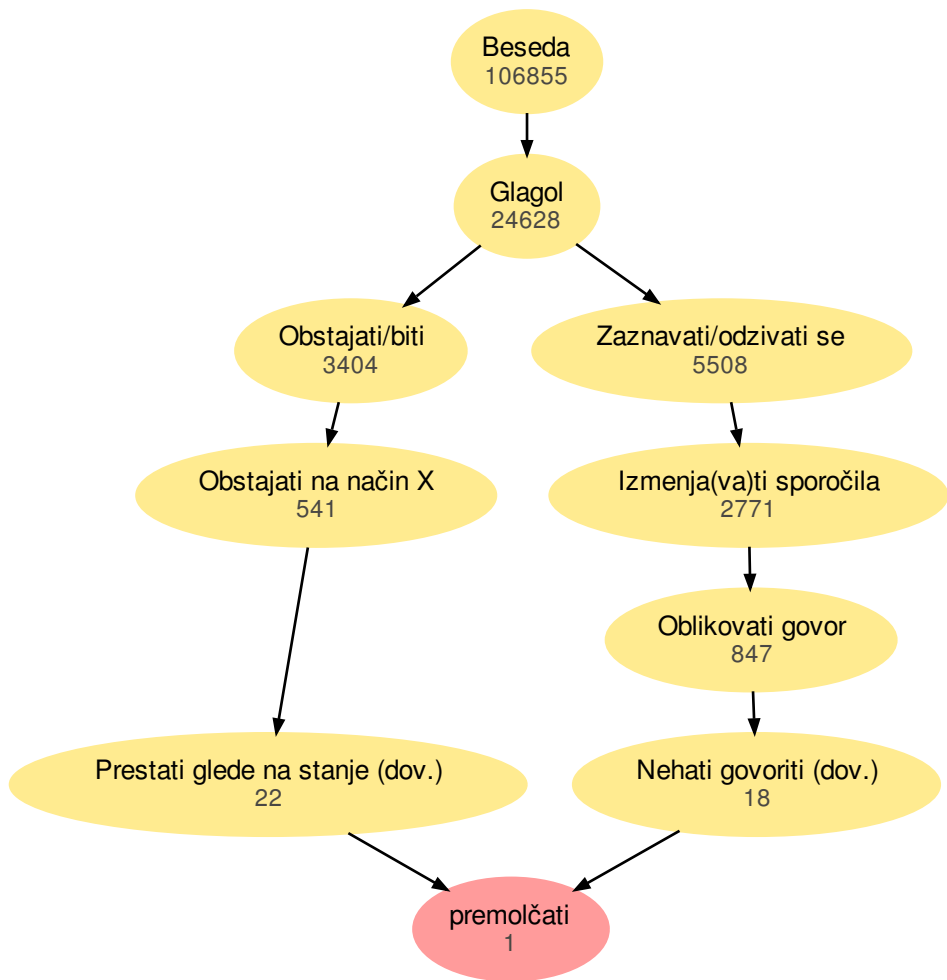 Beseda
106855
Glagol
24628
Obstajati/biti
3404
Zaznavati/odzivati se
5508
Obstajati na način X
541
Izmenja(va)ti sporočila
2771
Oblikovati govor
847
Prestati glede na stanje (dov.)
22
Nehati govoriti (dov.)
18
premolčati
1